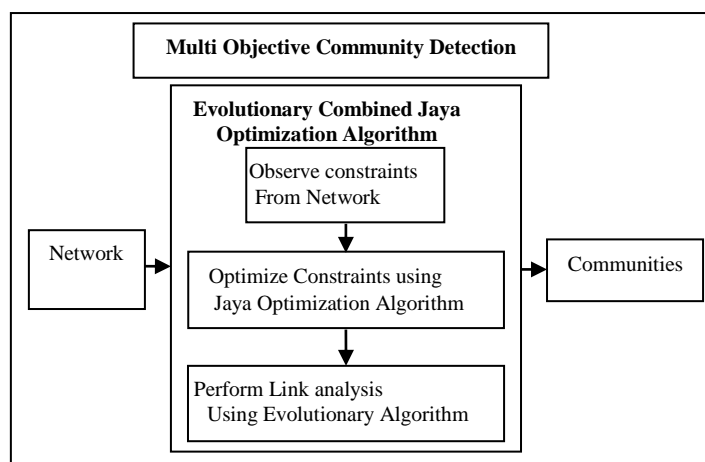 Multi Objective Community Detection
Evolutionary Combined Jaya
Optimization Algorithm
Observe constraints
From Network
Network
Optimize Constraints using
Jaya Optimization Algorithm
Communities
Perform Link analysis
Using Evolutionary Algorithm